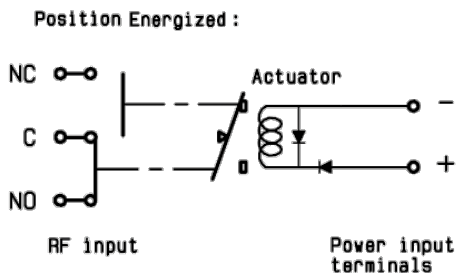 Position Energized :
NC
Actuator
-
C
+
NO
RF input
Power input
terminals